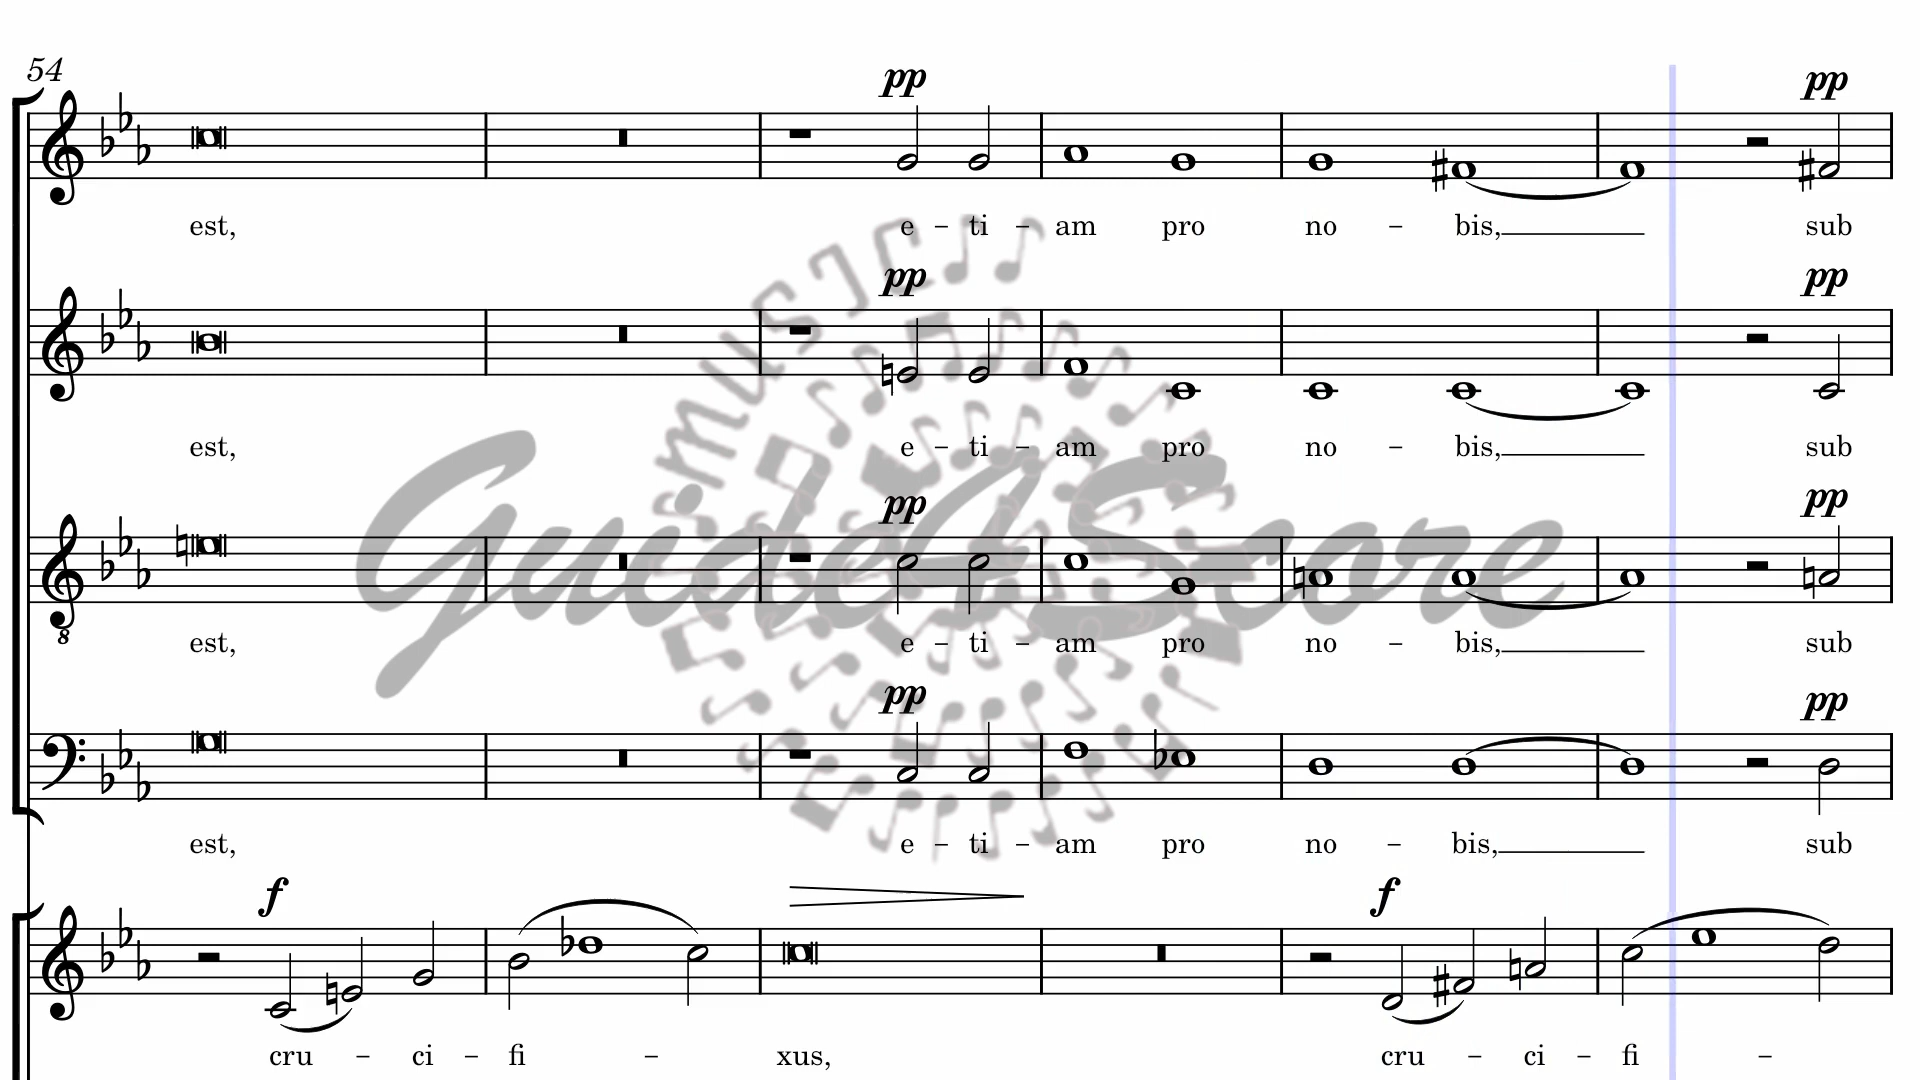 54
pp pp
est, e - ti - am pro no - bis, sub
pp pp
est, e - ti - am pro no - bis, sub
pp pp
8
est, e - ti - am pro no - bis, sub
pp pp
est, e - ti - am pro no - bis, sub
f f
cru - ci - fi - xus, cru - ci - fi -
MUSIC
Guide4Score